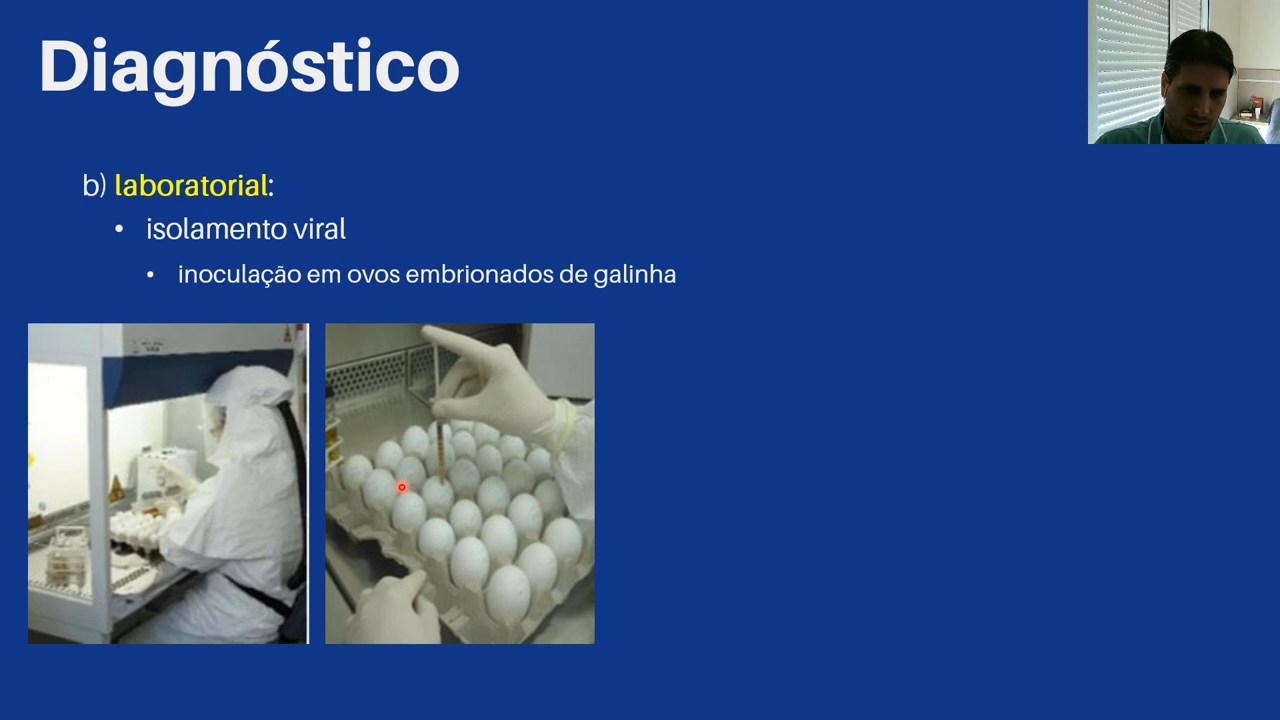 Diagnóstico
b) laboratorial:
• isolamento viral
• inoculação em ovos embrionados de galinha